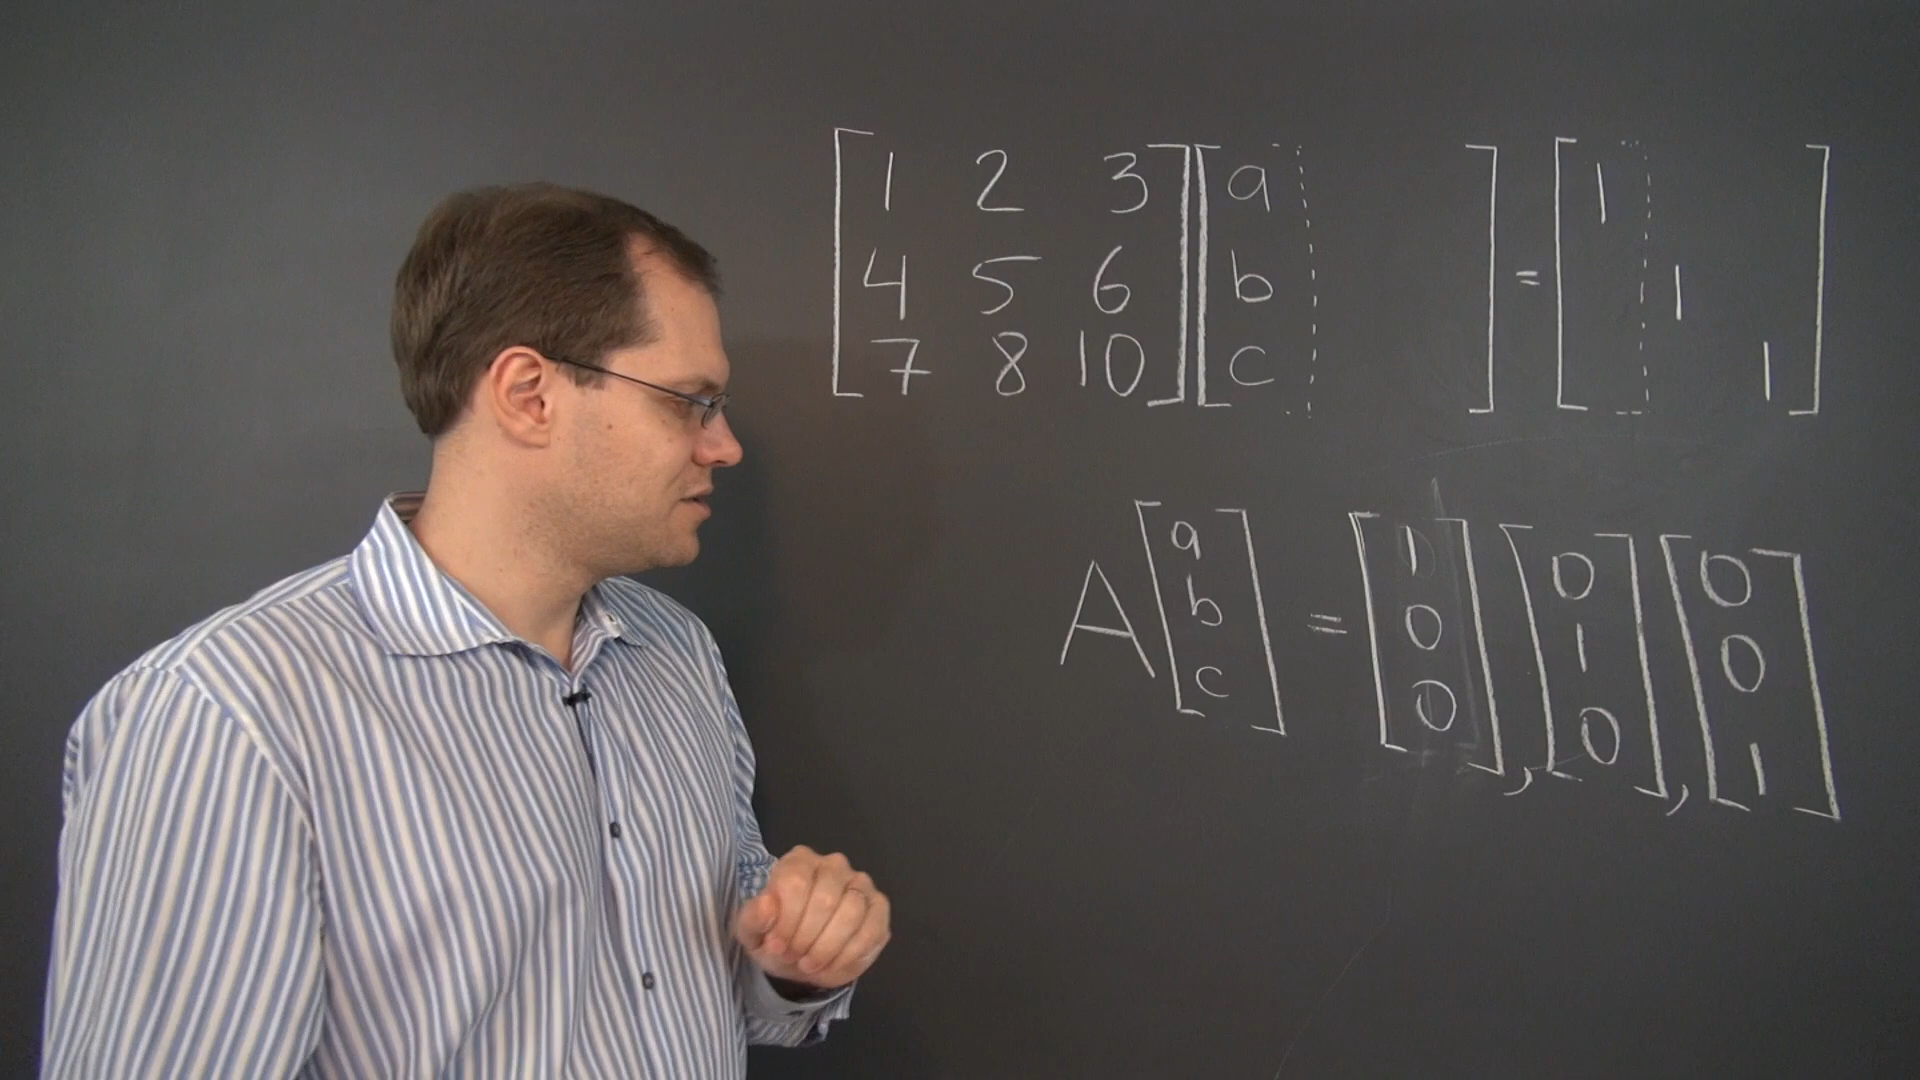 [1 2 3] [a ] = [1 ]
[4 5 6] [b ] [ 1 ]
[7 8 10] [c ] [ 1]
A [a] = [1] , [0] , [0]
[b] [0] [1] [0]
[c] [0] [0] [1]